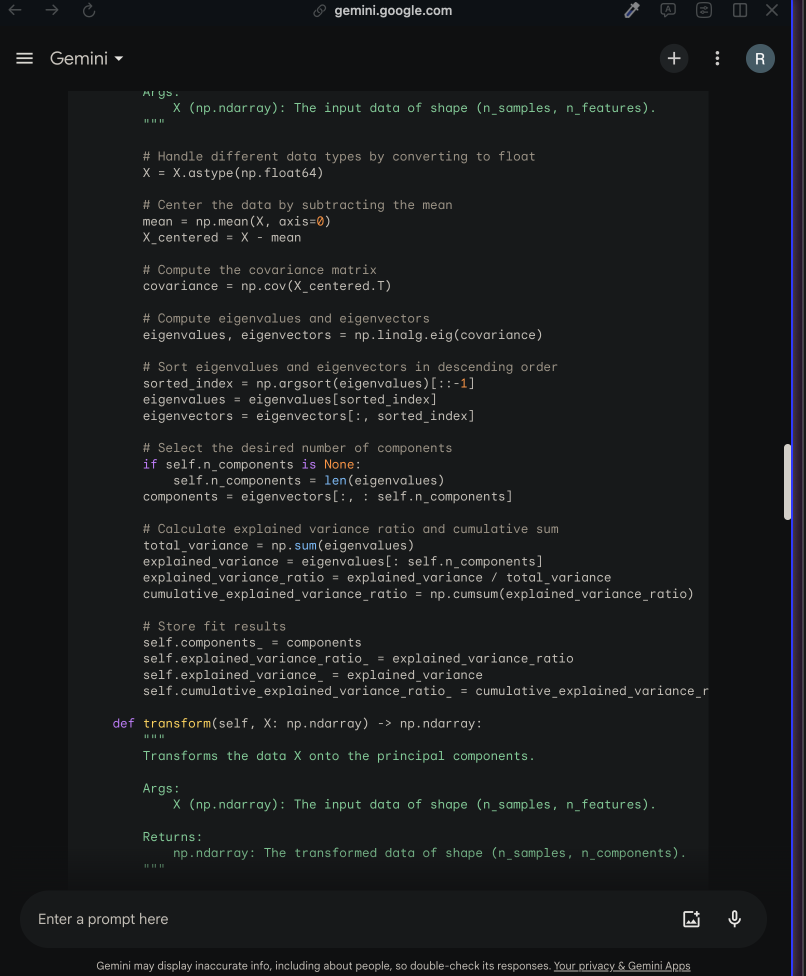 gemini.google.com
Gemini
R
Args:
X (np.ndarray): The input data of shape (n_samples, n_features).
"""
# Handle different data types by converting to float
X = X.astype(np.float64)
# Center the data by subtracting the mean
mean = np.mean(X, axis=0)
X_centered = X - mean
# Compute the covariance matrix
covariance = np.cov(X_centered.T)
# Compute eigenvalues and eigenvectors
eigenvalues, eigenvectors = np.linalg.eig(covariance)
# Sort eigenvalues and eigenvectors in descending order
sorted_index = np.argsort(eigenvalues)[::-1]
eigenvalues = eigenvalues[sorted_index]
eigenvectors = eigenvectors[:, sorted_index]
# Select the desired number of components
if self.n_components is None:
self.n_components = len(eigenvalues)
components = eigenvectors[:, : self.n_components]
# Calculate explained variance ratio and cumulative sum
total_variance = np.sum(eigenvalues)
explained_variance = eigenvalues[: self.n_components]
explained_variance_ratio = explained_variance / total_variance
cumulative_explained_variance_ratio = np.cumsum(explained_variance_ratio)
# Store fit results
self.components_ = components
self.explained_variance_ratio_ = explained_variance_ratio
self.explained_variance_ = explained_variance
self.cumulative_explained_variance_ratio_ = cumulative_explained_variance_r
def transform(self, X: np.ndarray) -> np.ndarray:
"""
Transforms the data X onto the principal components.
Args:
X (np.ndarray): The input data of shape (n_samples, n_features).
Returns:
np.ndarray: The transformed data of shape (n_samples, n_components).
"""
Enter a prompt here
Gemini may display inaccurate info, including about people, so double-check its responses. Your privacy & Gemini Apps